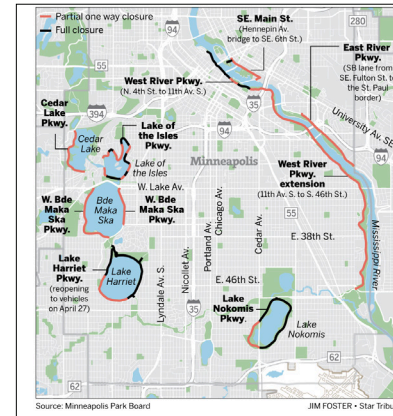 Partial one way closure
Full closure
SE. Main St.
(Hennepin Av.
bridge to SE. 6th St.)
280
94
55
West River Pkwy.
(N. 4th St. to 11th Av. S.)
East River
Pkwy.
(SB lane from
SE. Fulton St. to
the St. Paul
border)
35
University Av. SE.
Cedar
Lake
Pkwy.
394
Cedar
Lake
Lake of
the Isles
Pkwy.
94
94
Minneapolis
Lake of
the Isles
W. Lake Av.
West River
Pkwy.
extension
(11th Av. S. to S. 46th St.)
W. Bde
Maka
Ska
Pkwy.
Bde
Maka
Ska
W. Bde
Maka Ska
Pkwy.
Portland Av.
Chicago Av.
Cedar Av.
55
E. 38th St.
Mississippi River
Lake
Harriet
Pkwy.
(reopening
to vehicles
on April 27)
Lake
Harriet
Lyndale Av. S.
Nicollet Av.
E. 46th St.
35
Lake
Nokomis
Pkwy.
Lake
Nokomis
62
62
Source: Minneapolis Park Board
JIM FOSTER • Star Tribu